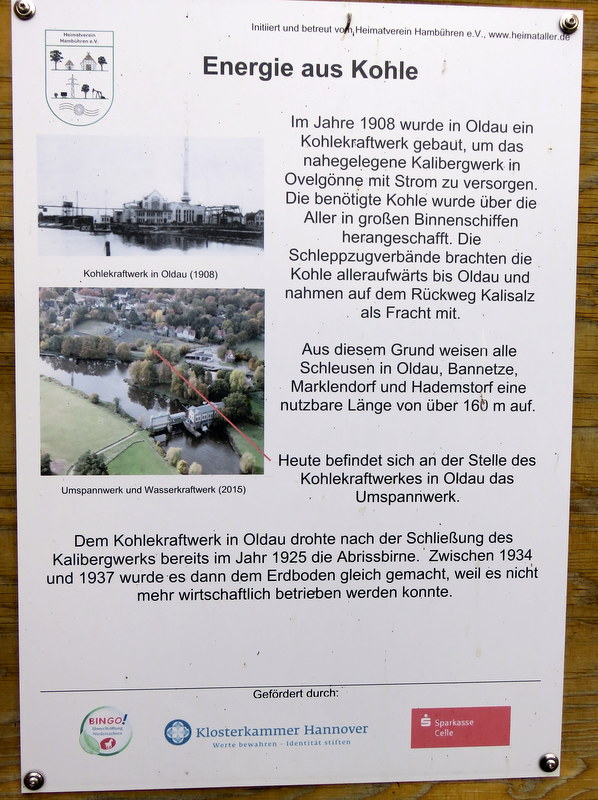 Initiiert und betreut vom Heimatverein Hambühren e.V., www.heimataller.de
Heimatverein
Hambühren e.V.
Energie aus Kohle
Im Jahre 1908 wurde in Oldau ein
Kohlekraftwerk gebaut, um das
nahegelegene Kalibergwerk in
Ovelgönne mit Strom zu versorgen.
Die benötigte Kohle wurde über die
Aller in großen Binnenschiffen
herangeschafft. Die
Schleppzugverbände brachten die
Kohle alleraufwärts bis Oldau und
nahmen auf dem Rückweg Kalisalz
als Fracht mit.
Kohlekraftwerk in Oldau (1908)
Aus diesem Grund weisen alle
Schleusen in Oldau, Bannetze,
Marklendorf und Hademstorf eine
nutzbare Länge von über 160 m auf.
Heute befindet sich an der Stelle des
Kohlekraftwerkes in Oldau das
Umspannwerk.
Umspannwerk und Wasserkraftwerk (2015)
Dem Kohlekraftwerk in Oldau drohte nach der Schließung des
Kalibergwerks bereits im Jahr 1925 die Abrissbirne. Zwischen 1934
und 1937 wurde es dann dem Erdboden gleich gemacht, weil es nicht
mehr wirtschaftlich betrieben werden konnte.
Gefördert durch:
BINGO!
Umweltstiftung
Niedersachsen
Klosterkammer Hannover
Werte bewahren – Identität stiften
Sparkasse
Celle